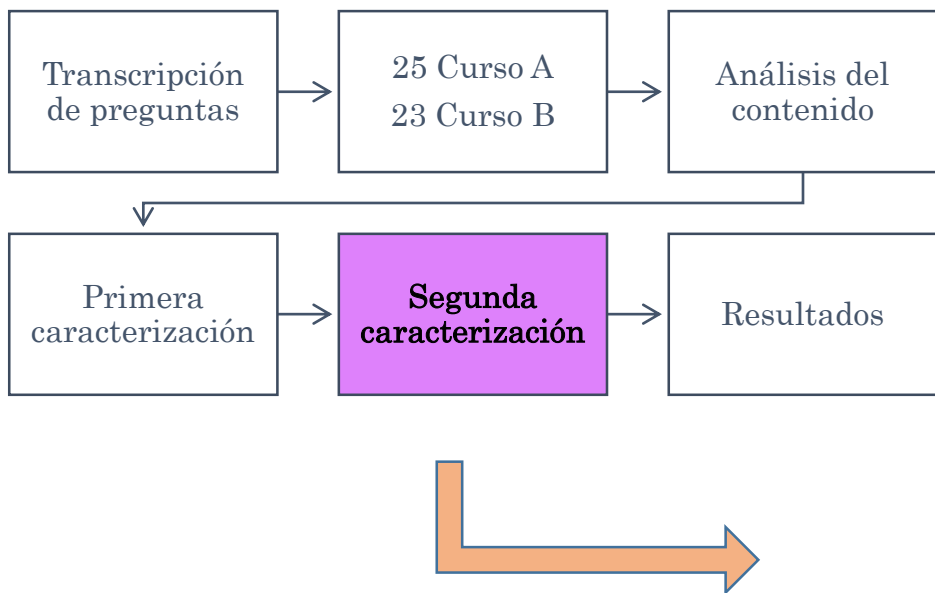 Transcripción
de preguntas
25 Curso A
23 Curso B
Análisis del
contenido
Primera
caracterización
Segunda
caracterización
Resultados